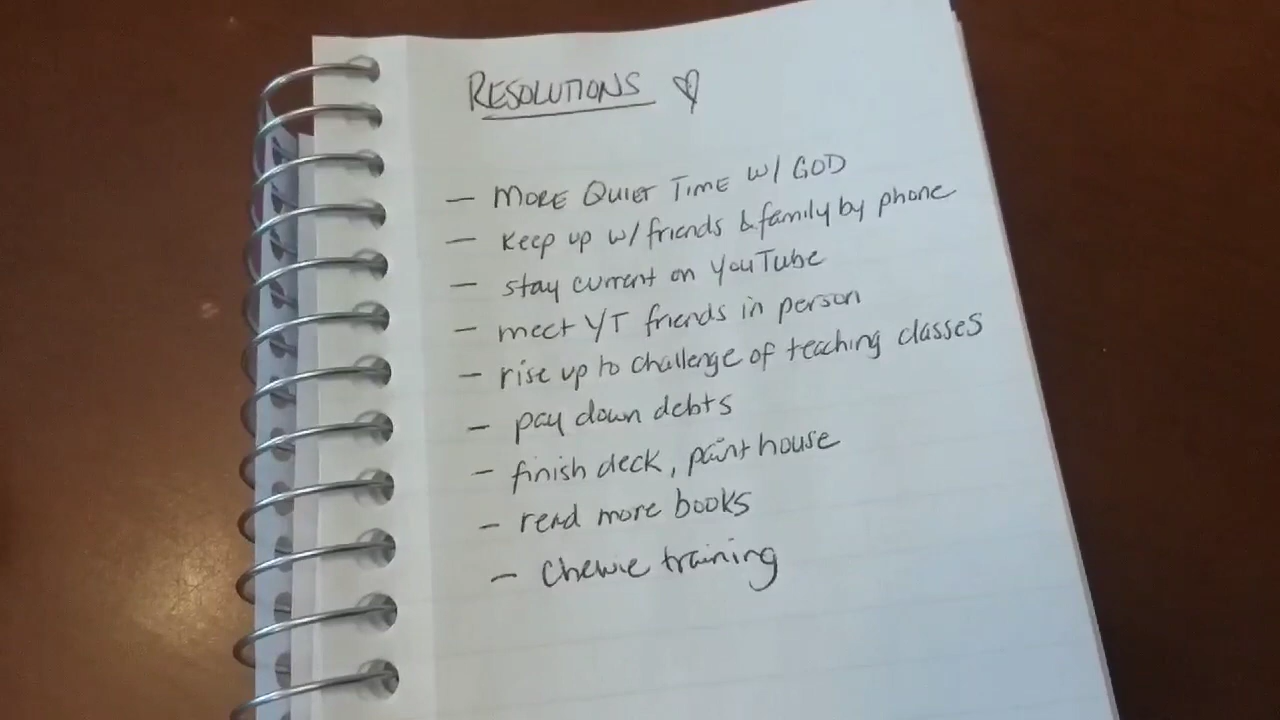 RESOLUTIONS
— MORE QUIET TIME W/ GOD
— keep up w/ friends & family by phone
— stay current on YouTube
— meet YT friends in person
— rise up to challenge of teaching classes
— pay down debts
— finish deck, paint house
— read more books
— Chewie training